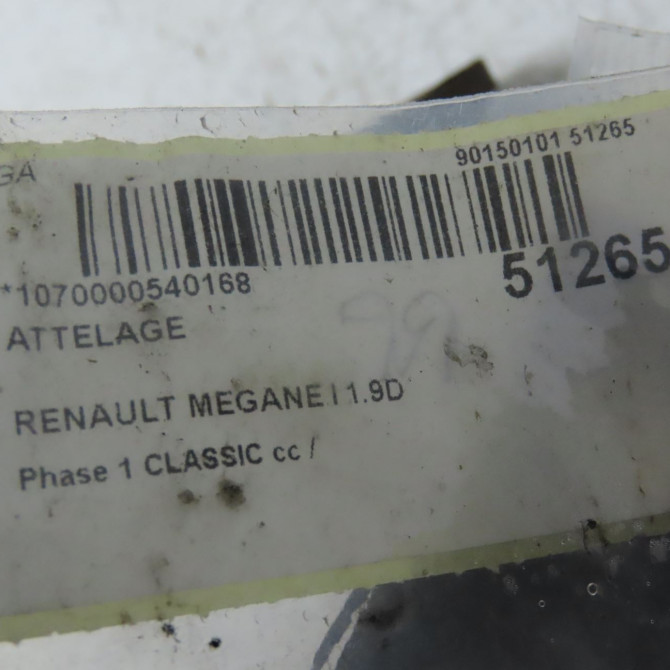 90150101 51265
GA
*1070000540168
51265
ATTELAGE
RENAULT MEGANE I 1.9D
Phase 1 CLASSIC cc /